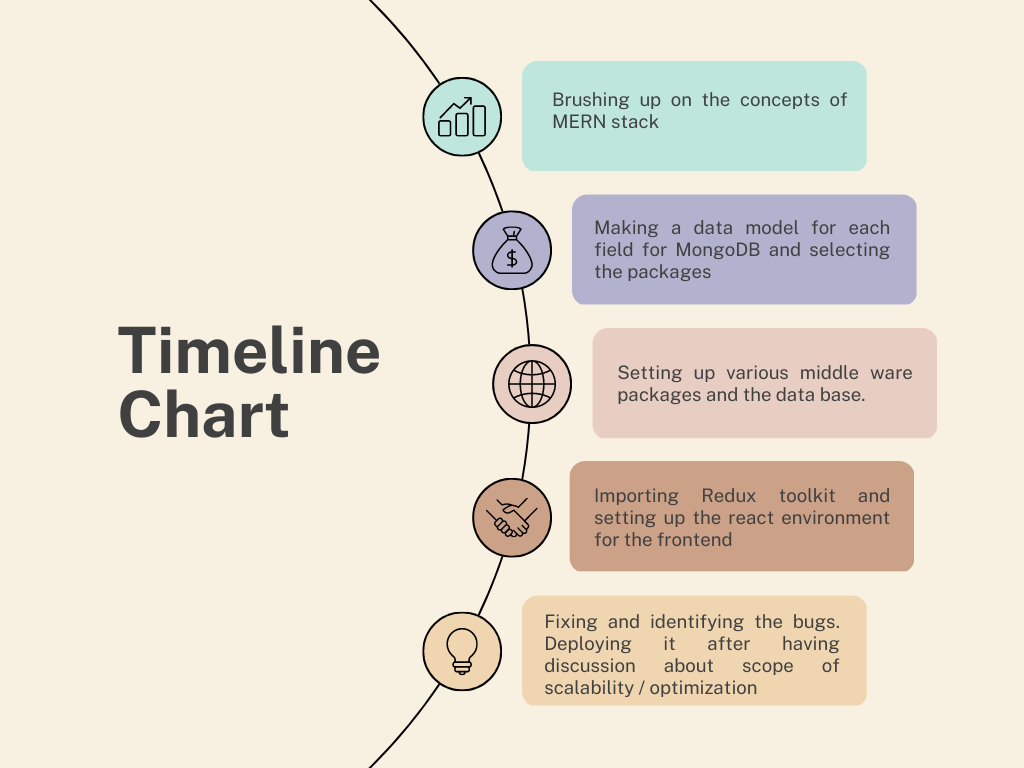 Timeline
Chart
Brushing up on the concepts of
MERN stack
Making a data model for each
field for MongoDB and selecting
the packages
Setting up various middle ware
packages and the data base.
Importing Redux toolkit and
setting up the react environment
for the frontend
Fixing and identifying the bugs.
Deploying it after having
discussion about scope of
scalability / optimization
$